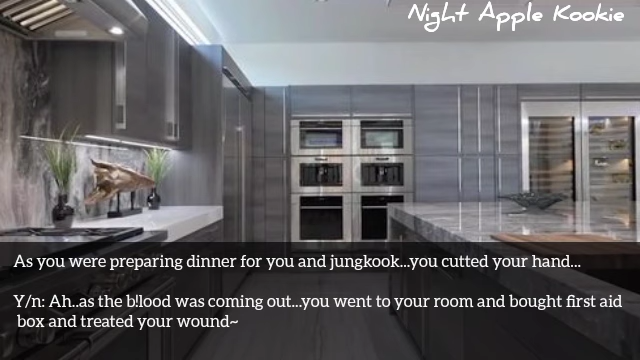 Night Apple Kookie
As you were preparing dinner for you and jungkook...you cutted your hand...
Y/n: Ah..as the b!lood was coming out...you went to your room and bought first aid
box and treated your wound~